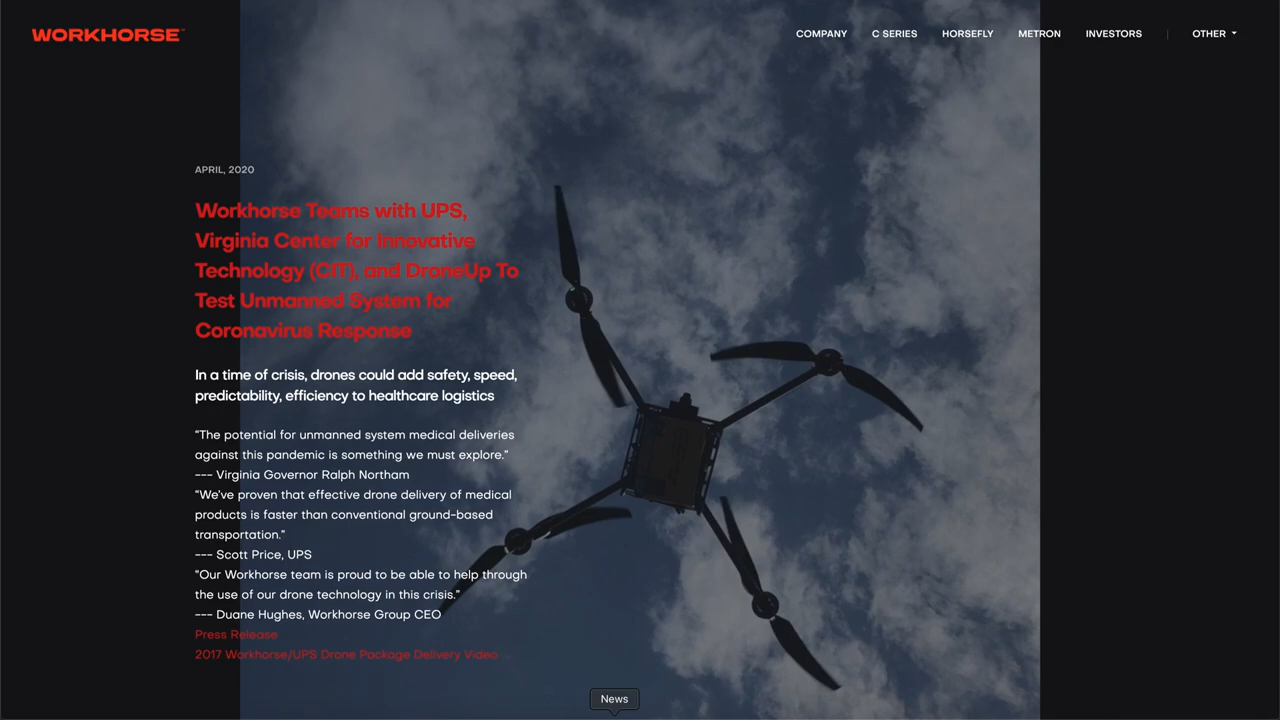 WORKHORSE
COMPANY C SERIES HORSEFLY METRON INVESTORS OTHER
APRIL, 2020
Workhorse Teams with UPS,
Virginia Center for Innovative
Technology (CIT), and DroneUp To
Test Unmanned System for
Coronavirus Response
In a time of crisis, drones could add safety, speed,
predictability, efficiency to healthcare logistics
“The potential for unmanned system medical deliveries
against this pandemic is something we must explore.”
--- Virginia Governor Ralph Northam
“We’ve proven that effective drone delivery of medical
products is faster than conventional ground-based
transportation.”
--- Scott Price, UPS
“Our Workhorse team is proud to be able to help through
the use of our drone technology in this crisis.”
--- Duane Hughes, Workhorse Group CEO
Press Release
2017 Workhorse/UPS Drone Package Delivery Video
News